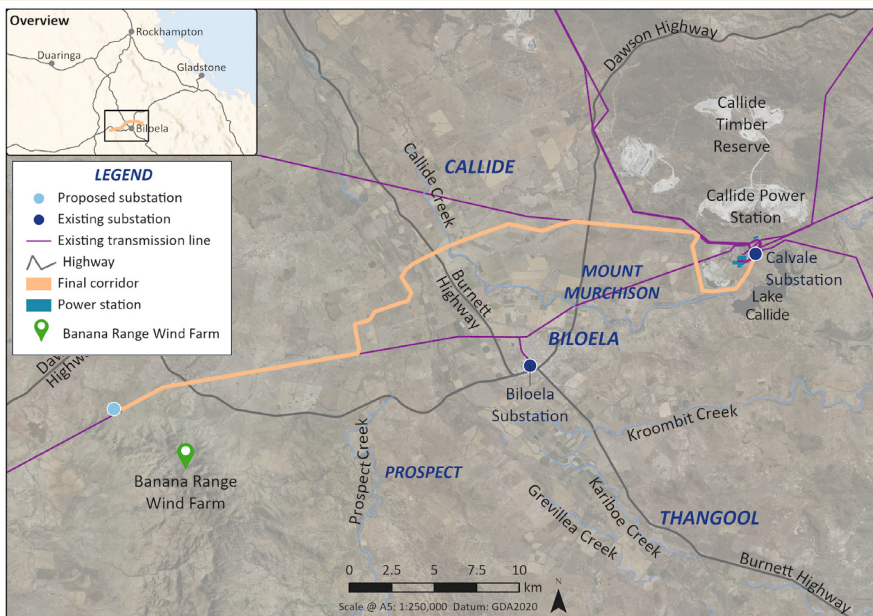 Overview
Rockhampton
Duaringa
Gladstone
Biloela
LEGEND
Proposed substation
Existing substation
Existing transmission line
Highway
Final corridor
Power station
Banana Range Wind Farm
Dawson Highway
Callide
Timber
Reserve
CALLIDE
Callide Creek
Callide Power
Station
Burnett
Highway
MOUNT
MURCHISON
Calvale
Substation
Lake
Callide
BILOELA
Daw
Highway
Biloela
Substation
Kroombit Creek
Banana Range
Wind Farm
Prospect Creek
PROSPECT
Grevillea Creek
Kariboe Creek
THANGOOL
Burnett Highway
0 2.5 5 7.5 10
km
Scale @ A5: 1:250,000 Datum: GDA2020
N